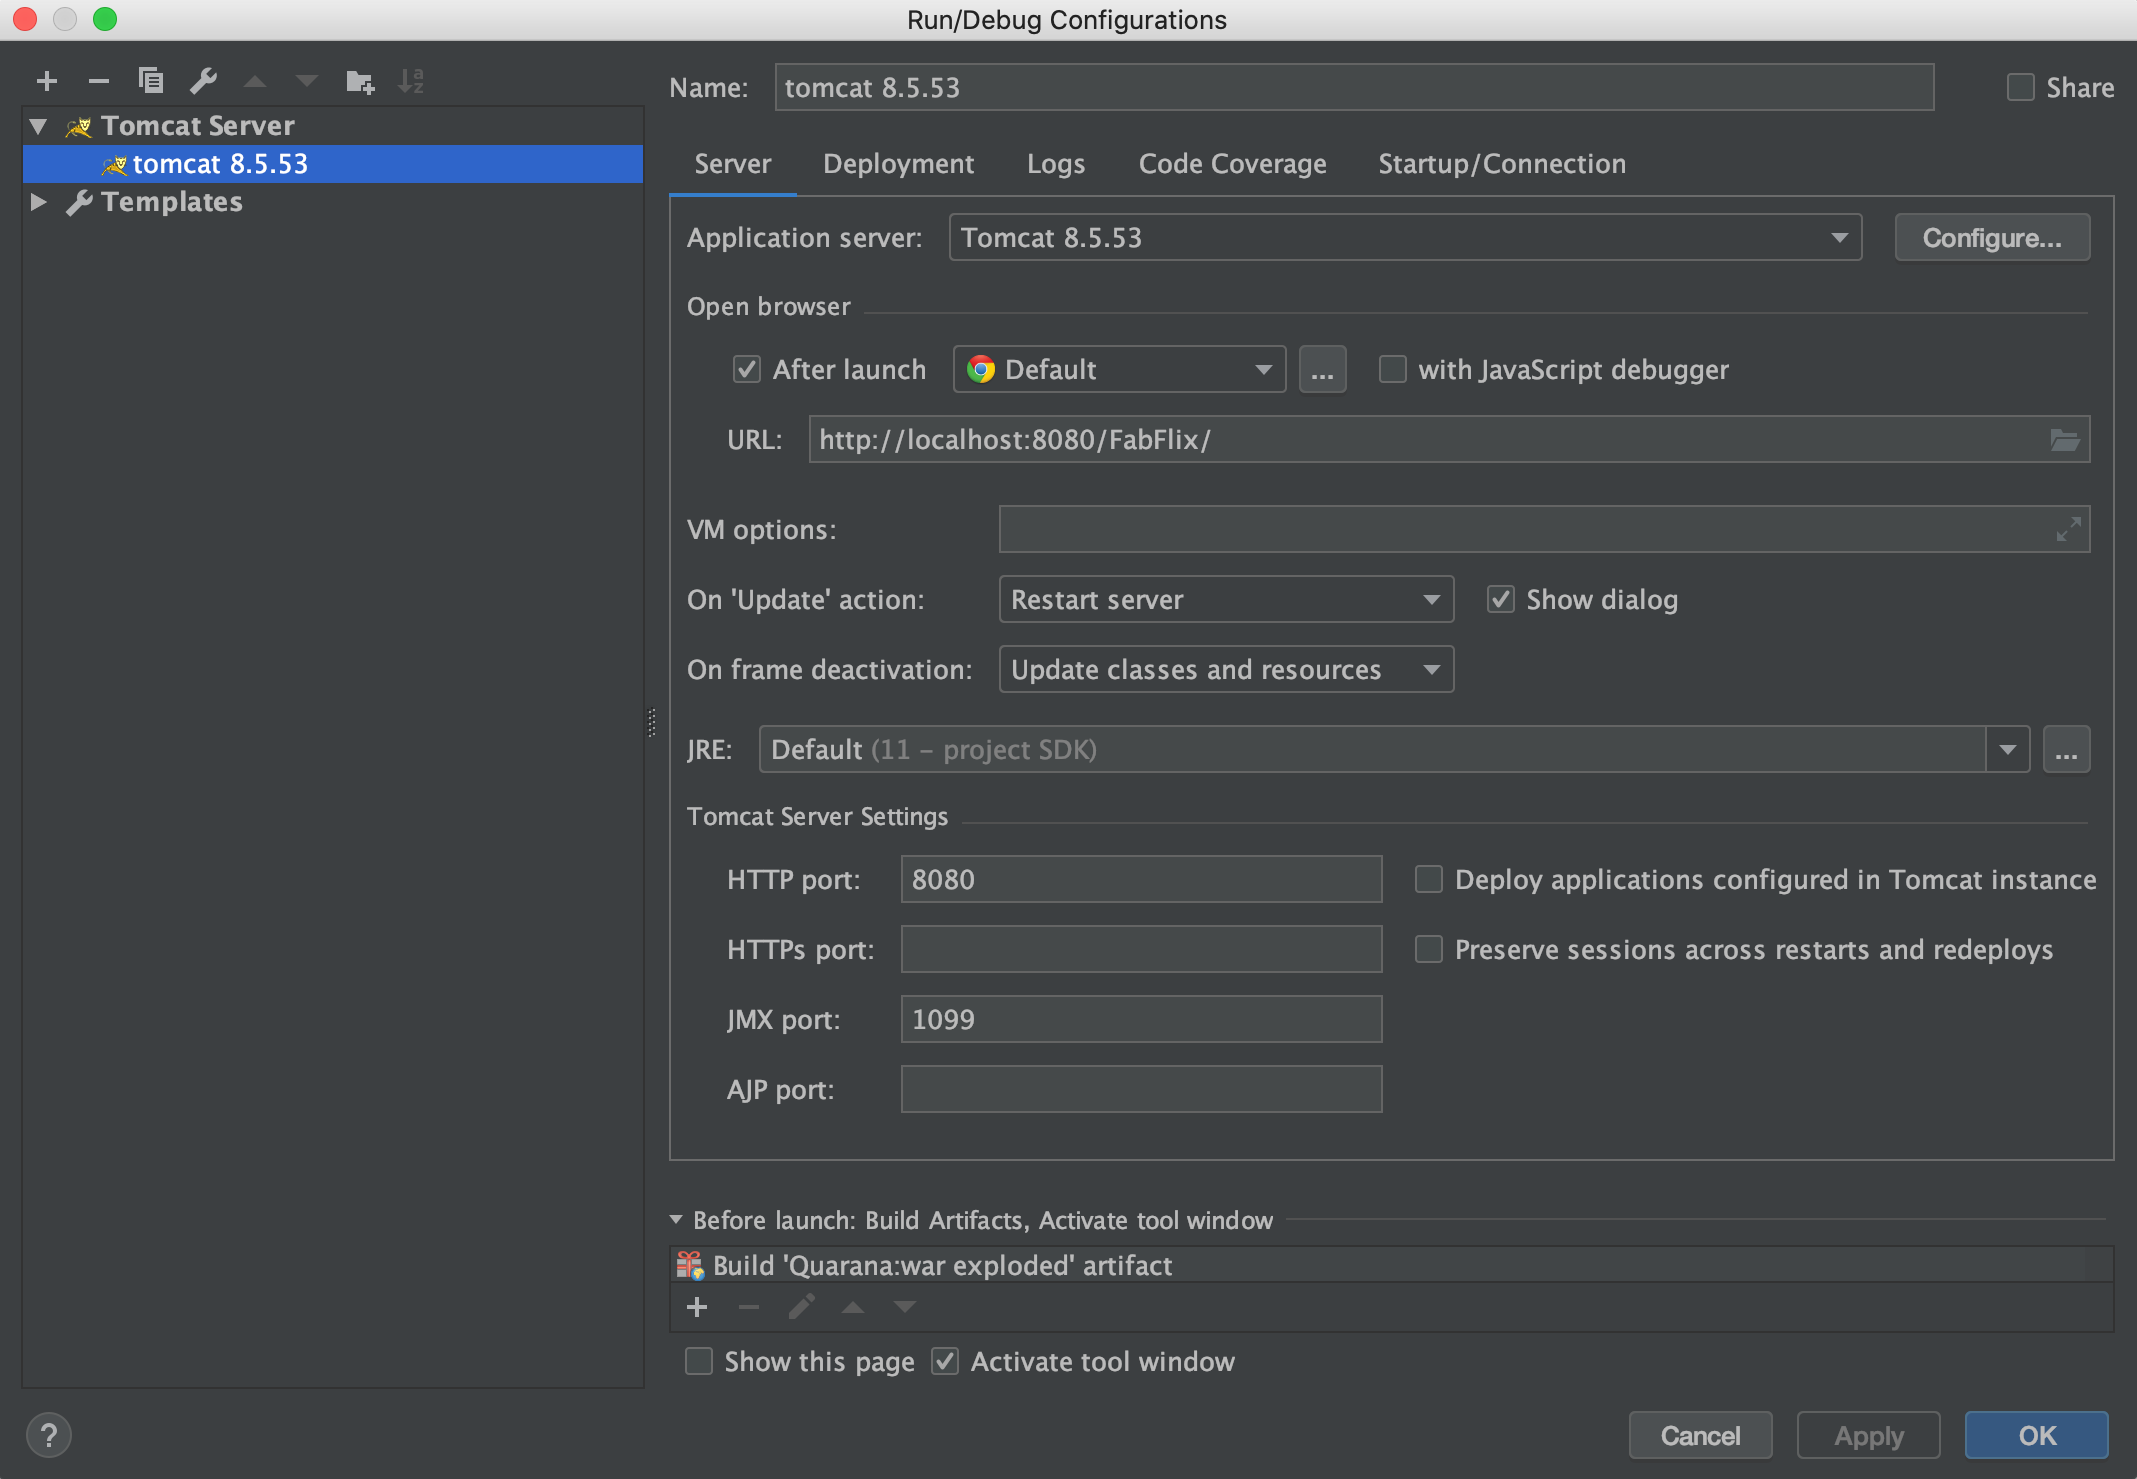 Run/Debug Configurations
Name: tomcat 8.5.53 Share
Tomcat Server
tomcat 8.5.53
Templates
Server Deployment Logs Code Coverage Startup/Connection
Application server: Tomcat 8.5.53 Configure...
Open browser
After launch Default ... with JavaScript debugger
URL: http://localhost:8080/FabFlix/
VM options:
On 'Update' action: Restart server Show dialog
On frame deactivation: Update classes and resources
JRE: Default (11 – project SDK) ...
Tomcat Server Settings
HTTP port: 8080 Deploy applications configured in Tomcat instance
HTTPs port: Preserve sessions across restarts and redeploys
JMX port: 1099
AJP port:
Before launch: Build Artifacts, Activate tool window
Build 'Quarana:war exploded' artifact
Show this page Activate tool window
? Cancel Apply OK